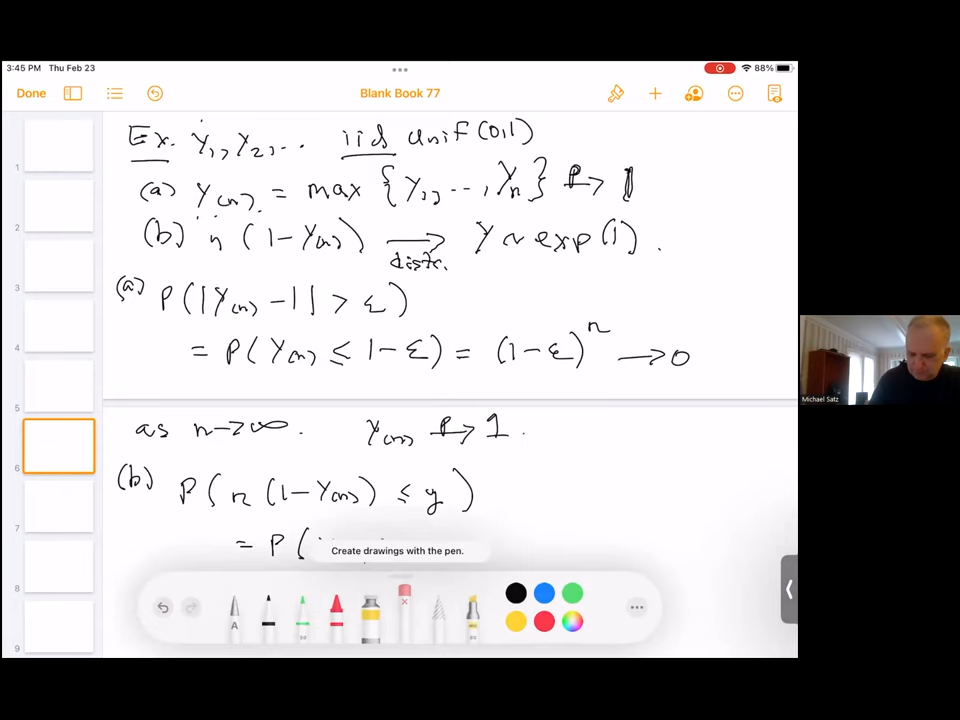 3:45 PM Thu Feb 23
88%
Done
Blank Book 77
Ex. Y₁, Y₂, ... iid unif(0,1)
(a) Y₍ₙ₎ = max {Y₁, ..., Yₙ} P→ 1
(b) n (1 - Y₍ₙ₎) → distr. Y ~ exp(1).
(a) P(|Y₍ₙ₎ - 1| > ε)
= P(Y₍ₙ₎ ≤ 1-ε) = (1-ε)ⁿ → 0
as n→∞. Y₍ₙ₎ P→ 1.
(b) P(n (1-Y₍ₙ₎) ≤ y)
= P(
Create drawings with the pen.
1
2
3
4
5
6
7
8
9
A
Michael Satz